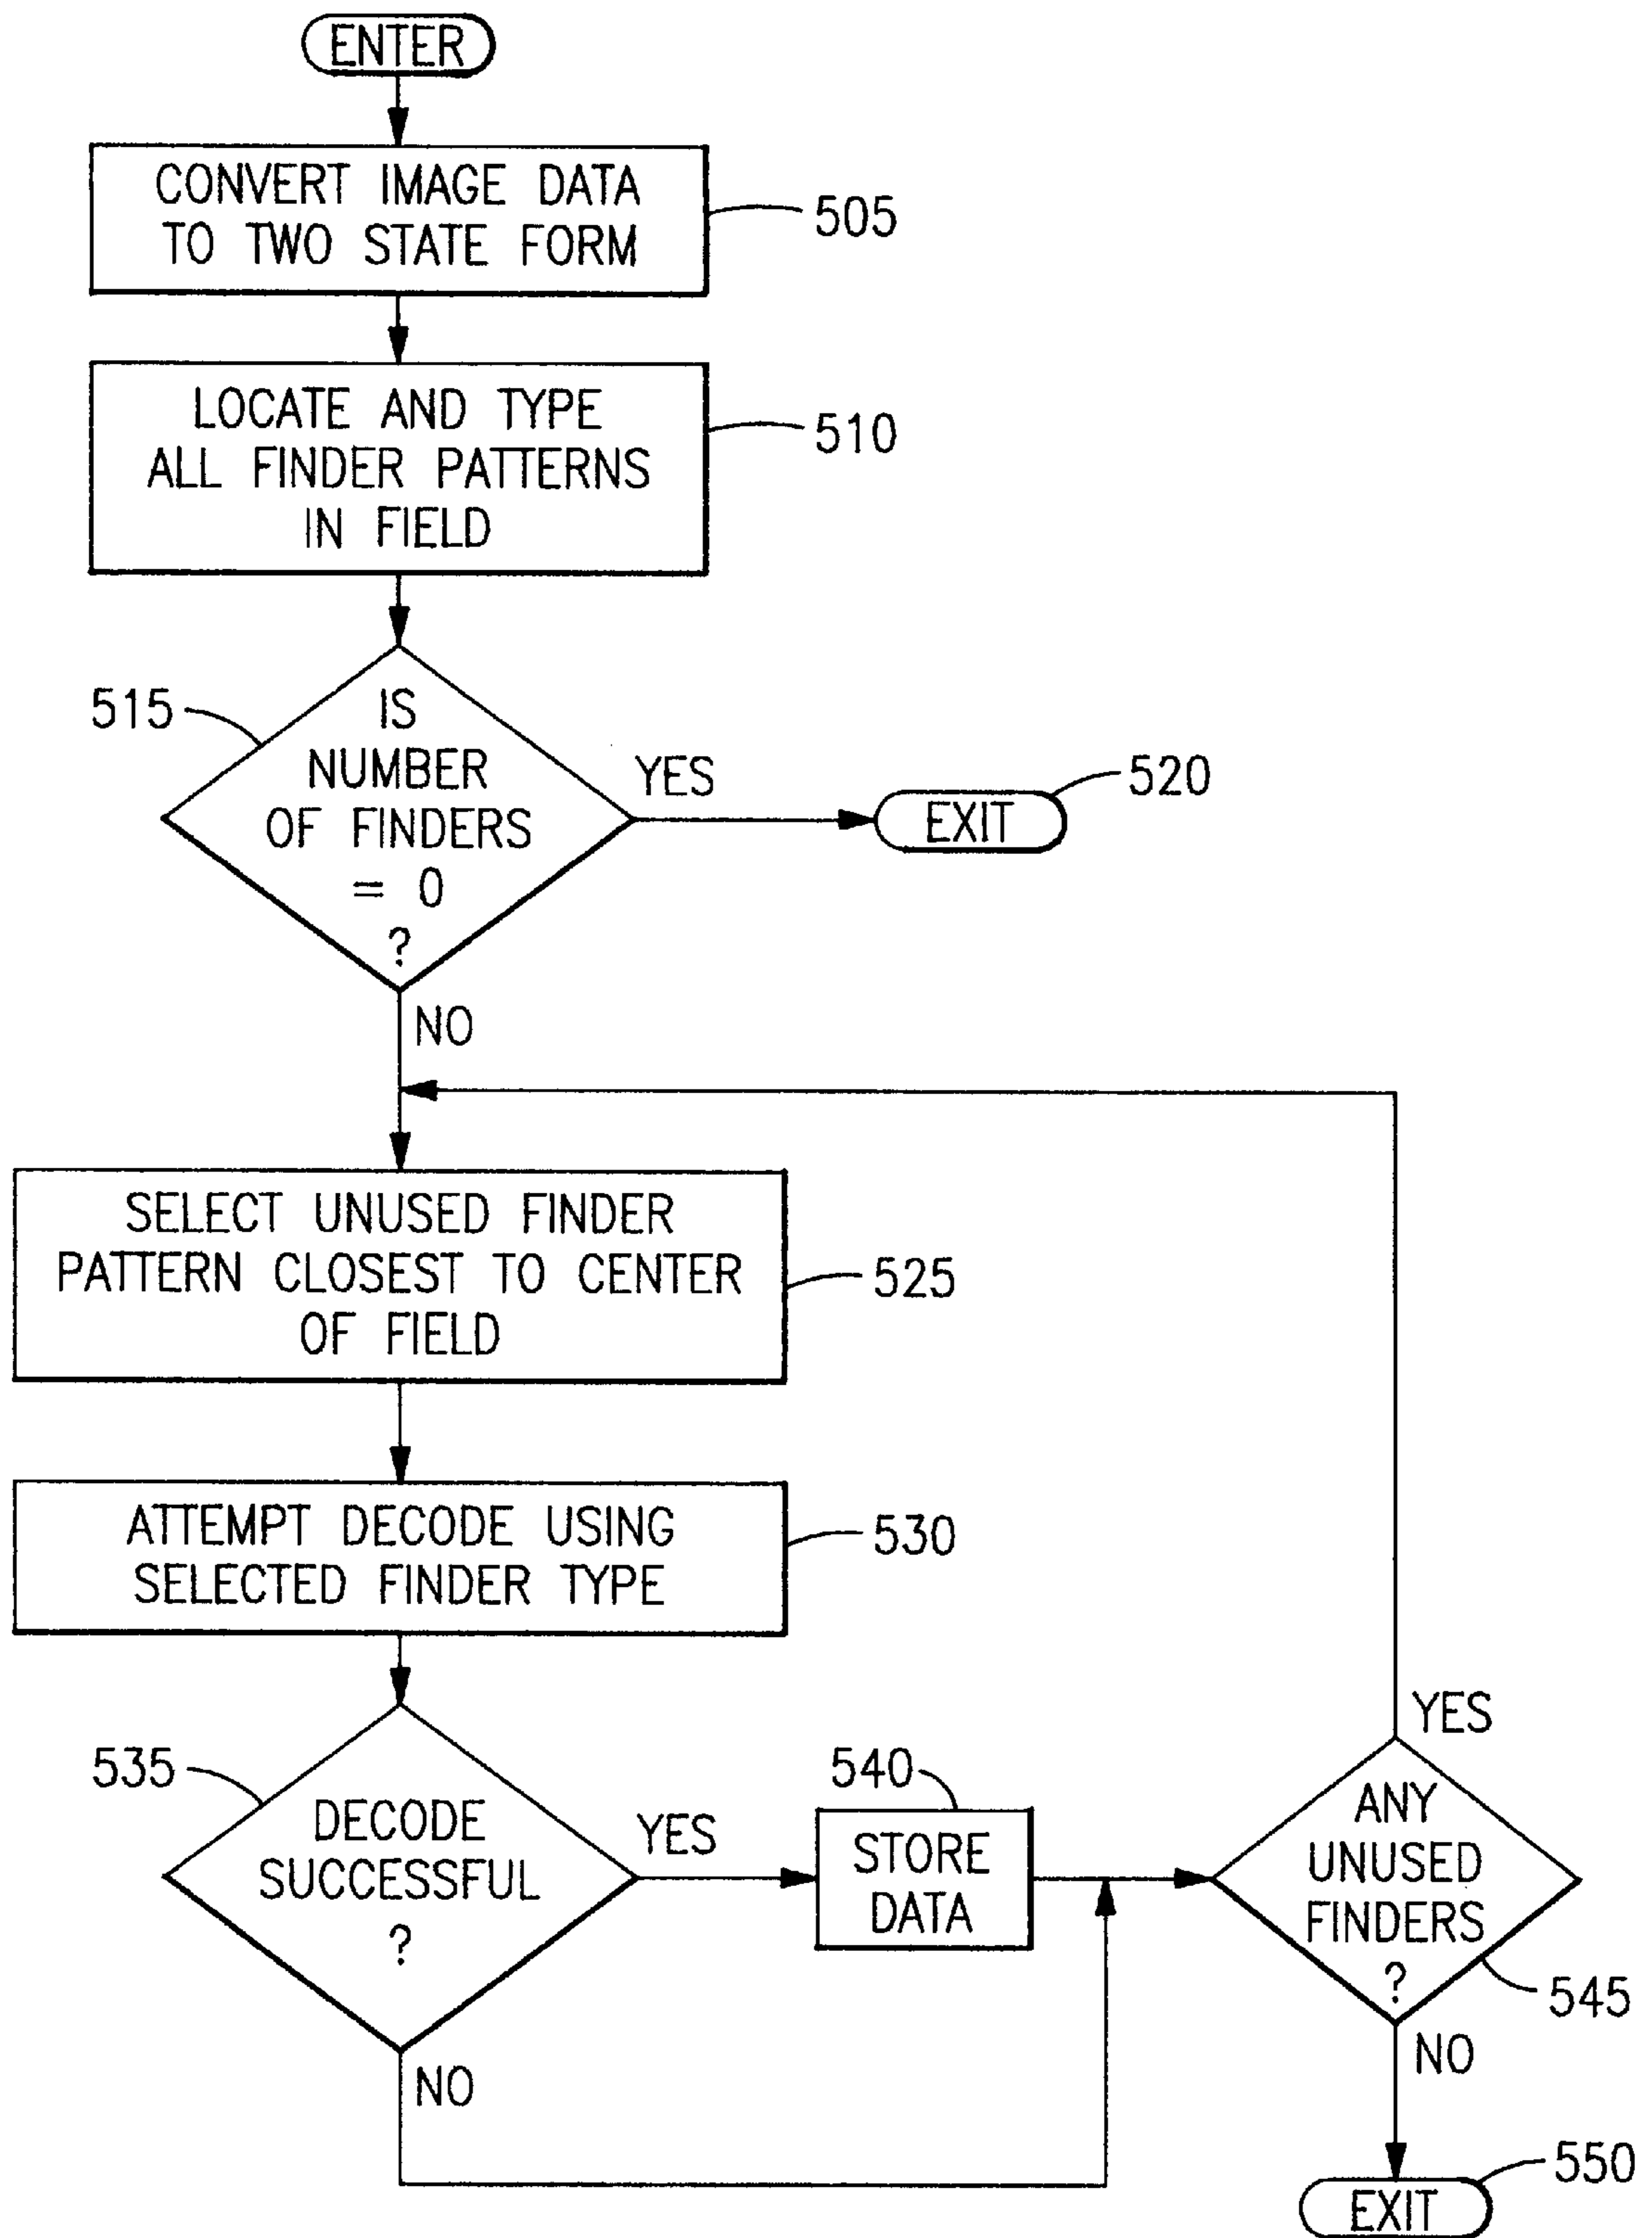 ENTER
CONVERT IMAGE DATA
TO TWO STATE FORM
505
LOCATE AND TYPE
ALL FINDER PATTERNS
IN FIELD
510
515
IS
NUMBER
OF FINDERS
= 0
?
YES
EXIT
520
NO
SELECT UNUSED FINDER
PATTERN CLOSEST TO CENTER
OF FIELD
525
ATTEMPT DECODE USING
SELECTED FINDER TYPE
530
535
DECODE
SUCCESSFUL
?
YES
NO
540
STORE
DATA
YES
ANY
UNUSED
FINDERS
?
545
NO
EXIT
550